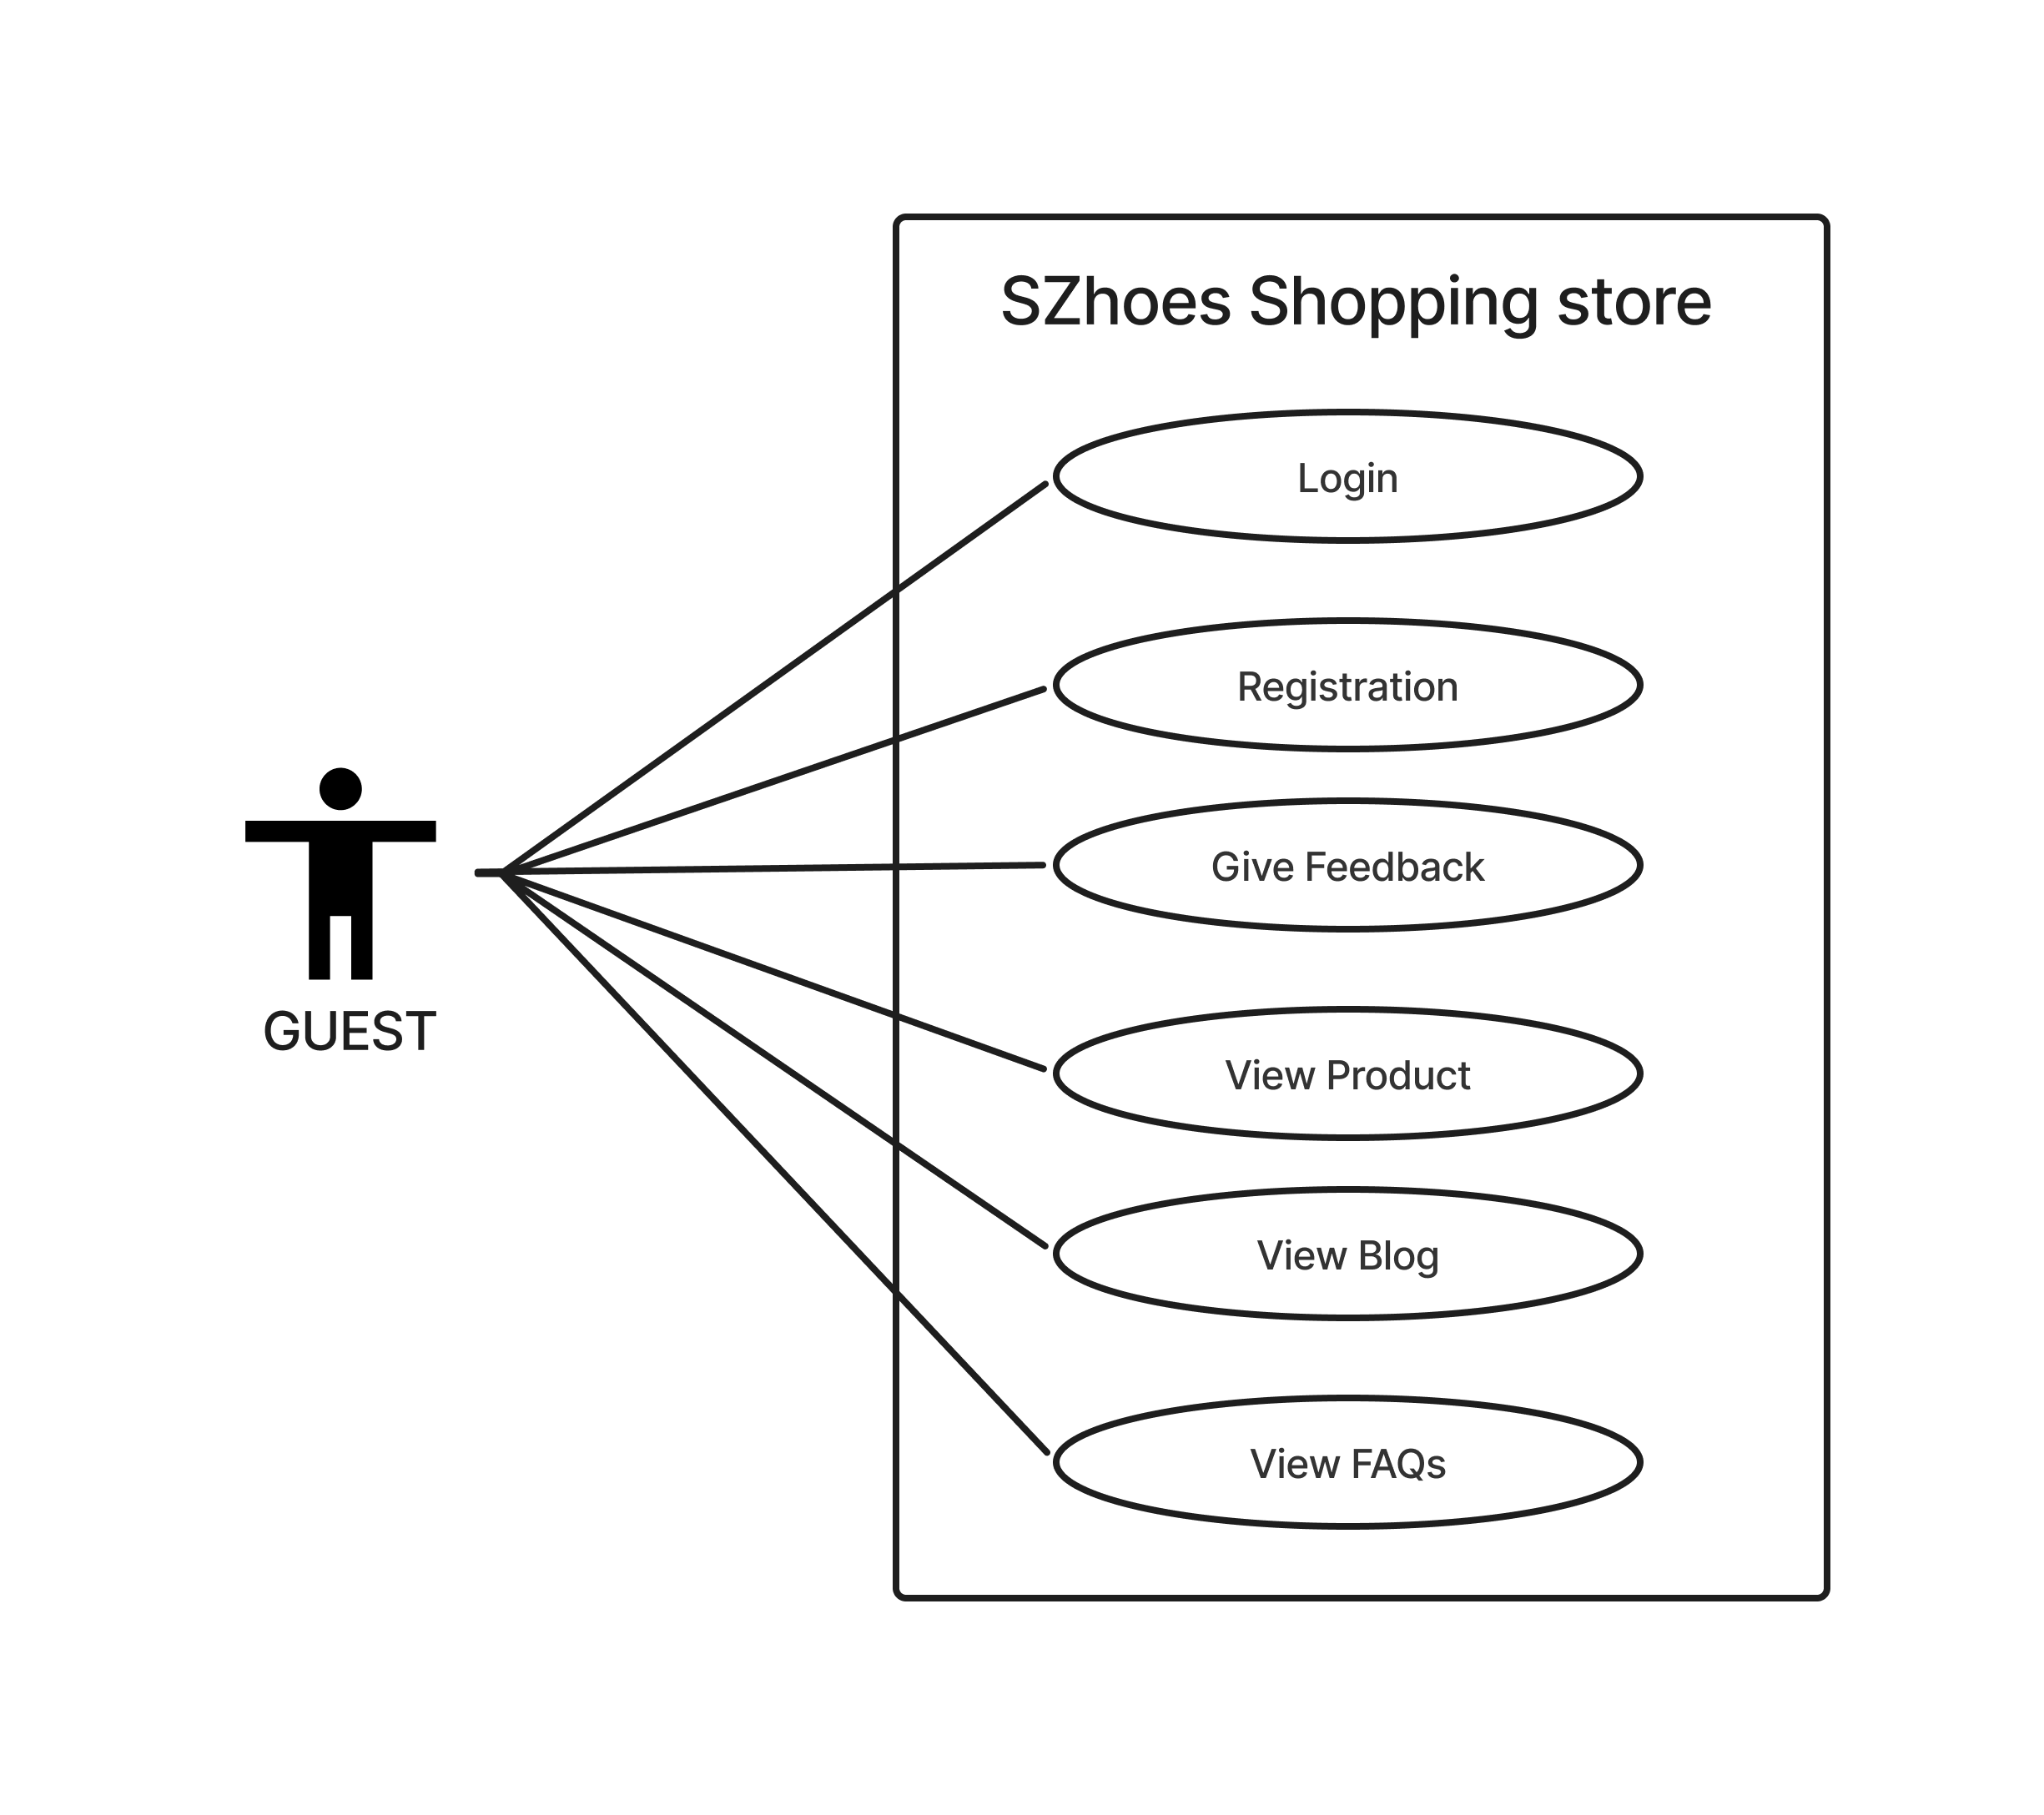 SZhoes Shopping store
Login
Registration
Give Feedback
GUEST
View Product
View Blog
View FAQs